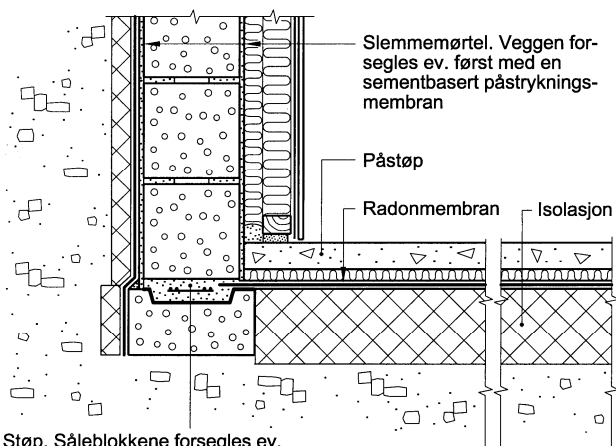 Slemmemørtel. Veggen for-
segles ev. først med en
sementbasert påstryknings-
membran
Påstøp
Radonmembran
Isolasjon
Støp. Såleblokkene forsegles ev.